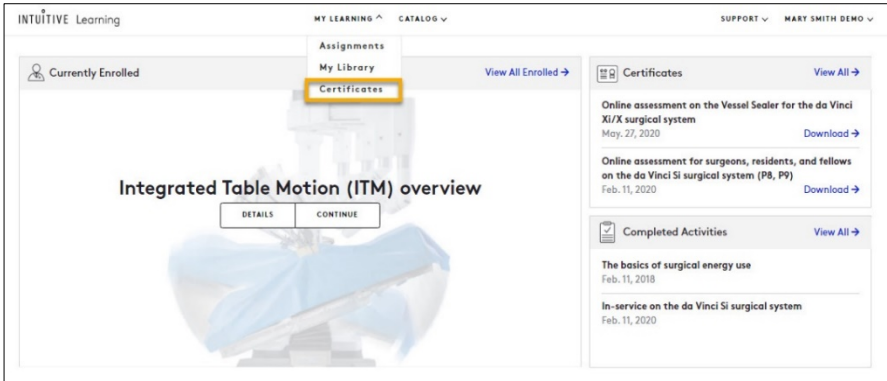 INTUITIVE Learning
MY LEARNING ^ CATALOG
SUPPORT MARY SMITH DEMO
Assignments
My Library
Certificates
Currently Enrolled
View All Enrolled →
Integrated Table Motion (ITM) overview
DETAILS CONTINUE
Certificates
View All →
Online assessment on the Vessel Sealer for the da Vinci
Xi/X surgical system
May. 27, 2020 Download →
Online assessment for surgeons, residents, and fellows
on the da Vinci Si surgical system (P8, P9)
Feb. 11, 2020 Download →
Completed Activities
View All →
The basics of surgical energy use
Feb. 11, 2018
In-service on the da Vinci Si surgical system
Feb. 11, 2020